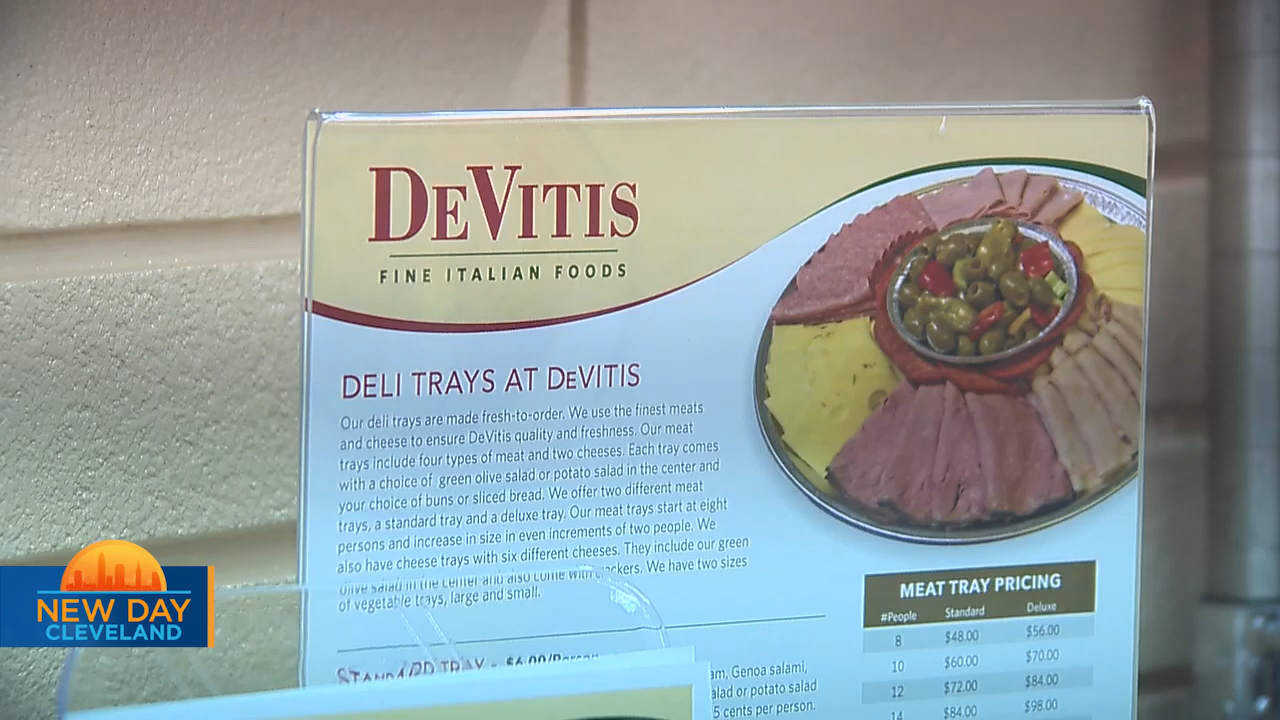 DEVITIS
FINE ITALIAN FOODS
DELI TRAYS AT DEVITIS
Our deli trays are made fresh-to-order. We use the finest meats
and cheese to ensure DeVitis quality and freshness. Our meat
trays include four types of meat and two cheeses. Each tray comes
with a choice of green olive salad or potato salad in the center and
your choice of buns or sliced bread. We offer two different meat
trays, a standard tray and a deluxe tray. Our meat trays start at eight
persons and increase in size in even increments of two people. We
also have cheese trays with six different cheeses. They include our green
olive salad in the center and also come with crackers. We have two sizes
of vegetable trays, large and small.
STANDARD TRAY - $6.00/Person
Genoa salami,
salad or potato salad
5 cents per person.
MEAT TRAY PRICING
#People Standard Deluxe
8 $48.00 $56.00
10 $60.00 $70.00
12 $72.00 $84.00
14 $84.00 $98.00
NEW DAY
CLEVELAND